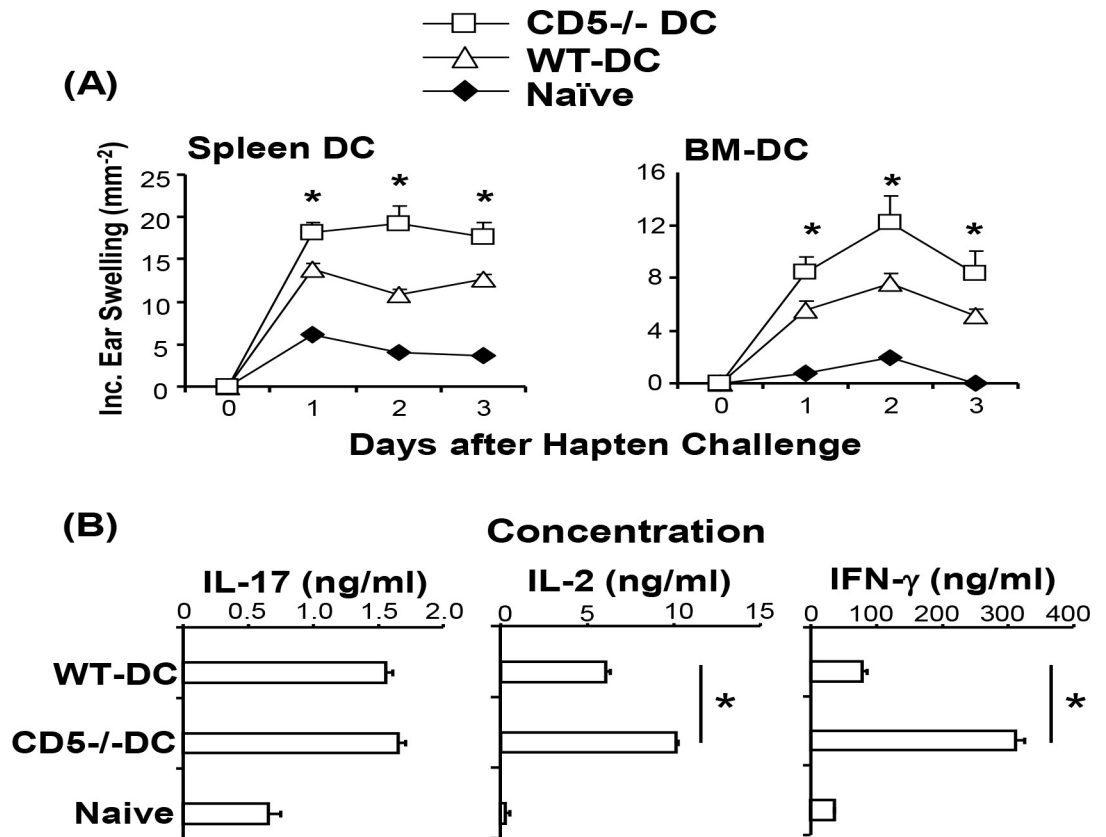 CD5-/- DC
WT-DC
Naïve
(A)
Spleen DC
BM-DC
Inc. Ear Swelling (mm⁻²)
25
20
15
10
5
0
* * *
0 1 2 3
16
12
8
4
0
* * *
0 1 2 3
Days after Hapten Challenge
(B)
Concentration
IL-17 (ng/ml)
0.0 0.5 1.0 1.5 2.0
IL-2 (ng/ml)
0 5 10 15
IFN-γ (ng/ml)
0 100 200 300 400
WT-DC
CD5-/-DC
Naive
*
*